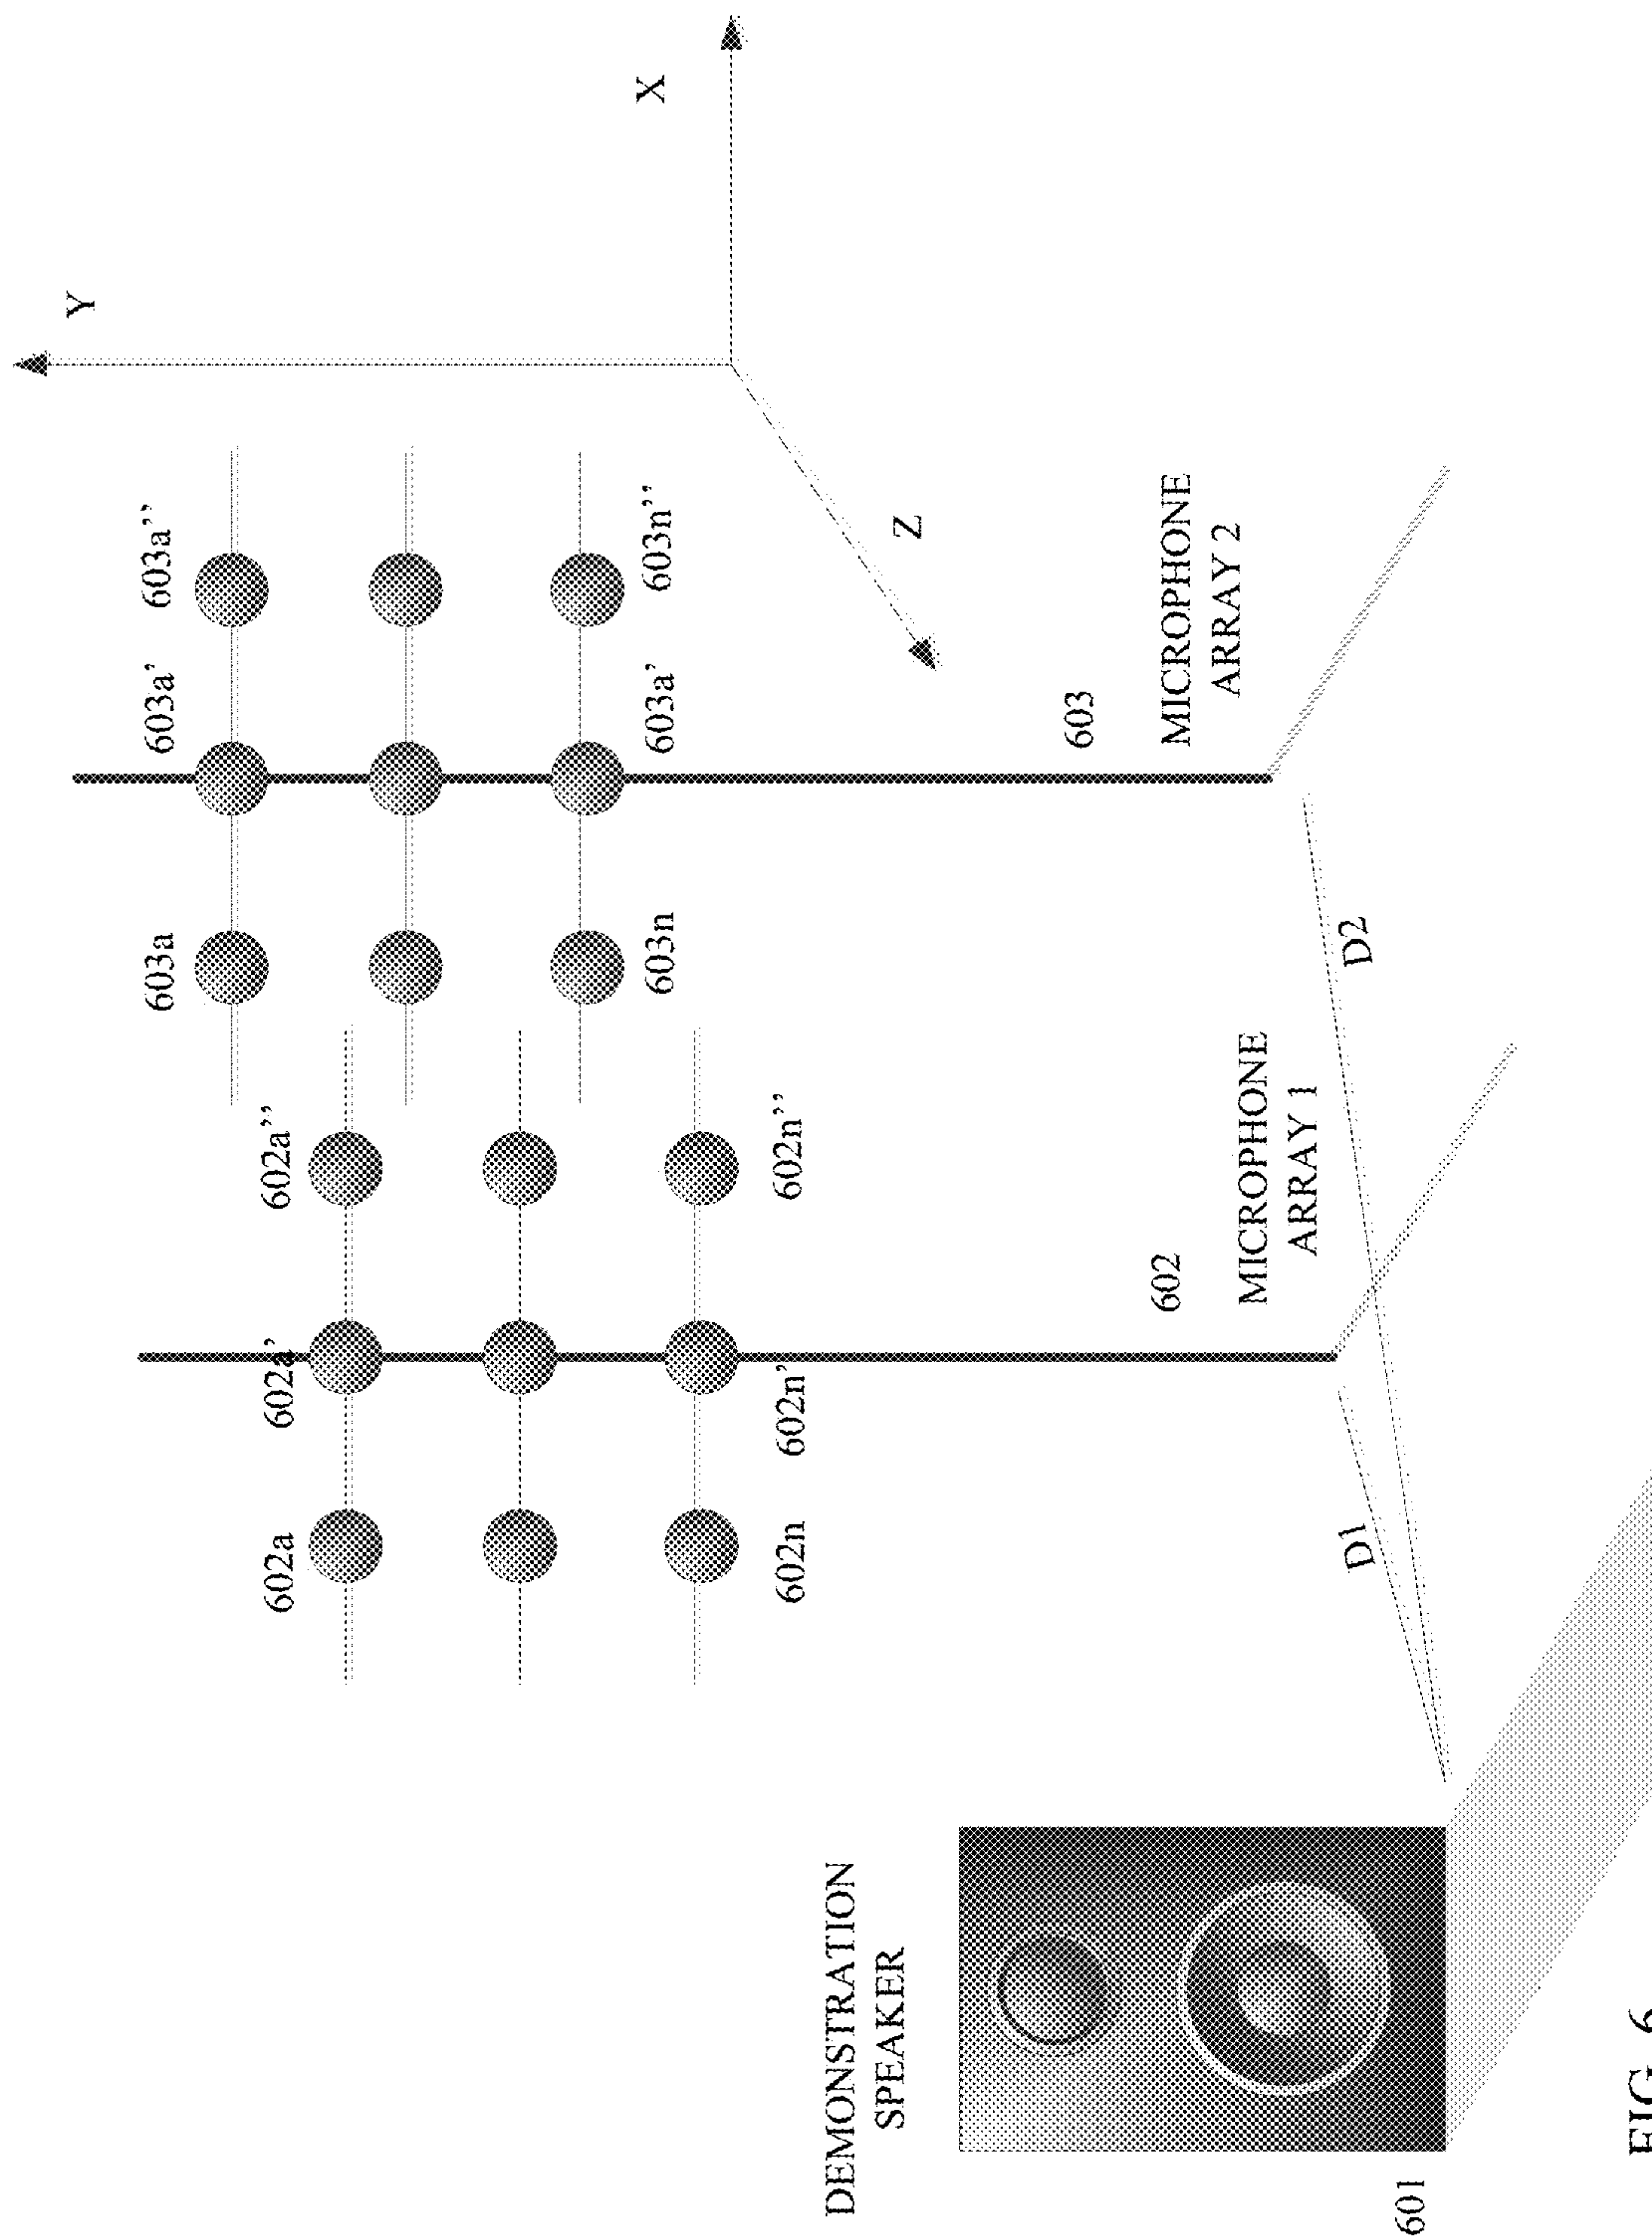 Y
X
Z
603a
603a'
603a''
603n
603a'
603n''
602a
602a'
602a''
602n
602n'
602n''
603
MICROPHONE
ARRAY 2
602
MICROPHONE
ARRAY 1
D1
D2
DEMONSTRATION
SPEAKER
601
FIG. 6